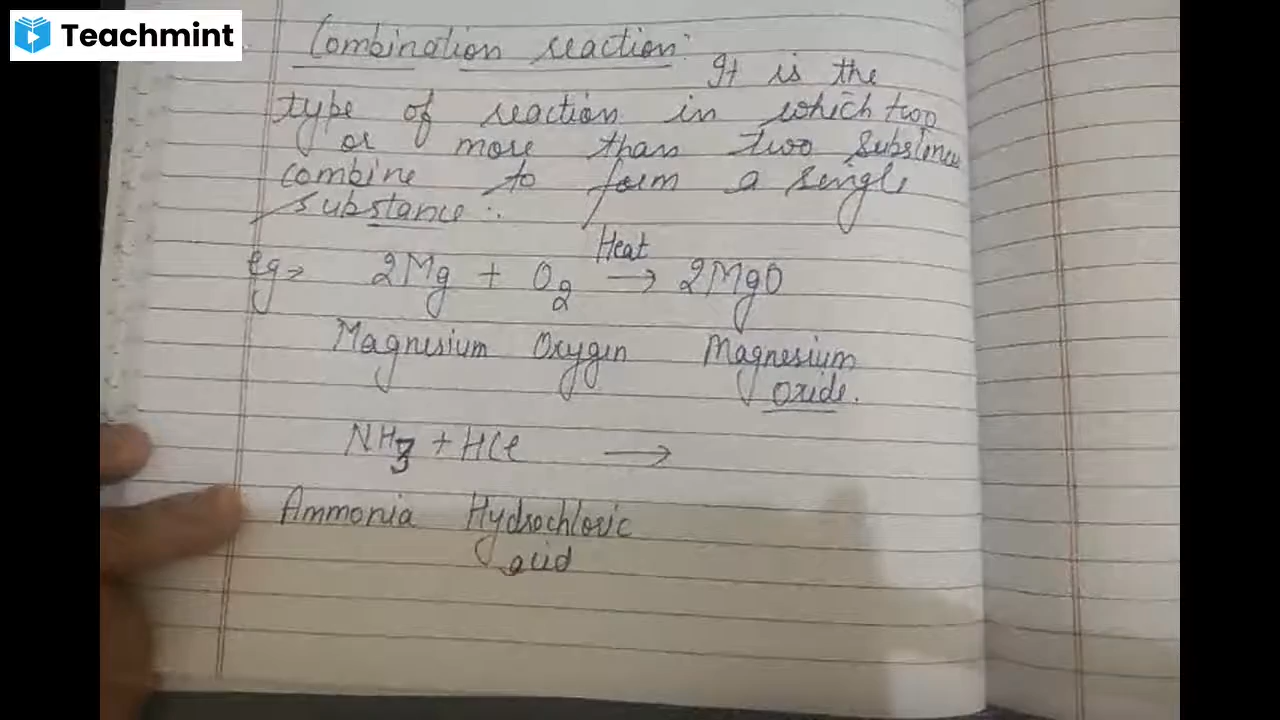 Teachmint
Combination reaction:
It is the
type of reaction in which two
or more than two substance
combine to form a single
substance :.
eg → 2Mg + O2 Heat → 2MgO
Magnesium Oxygen Magnesium
Oxide.
NH3 + HCl →
Ammonia Hydrochloric
acid